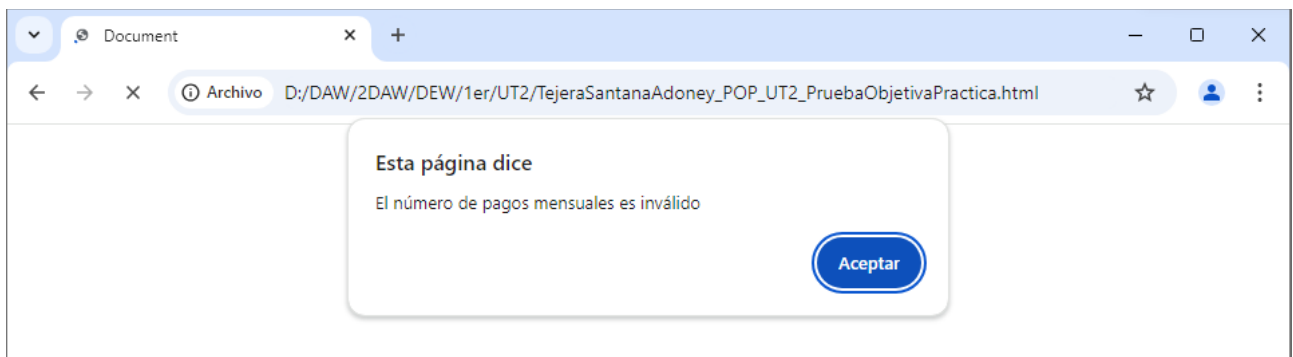 Document
Archivo D:/DAW/2DAW/DEW/1er/UT2/TejeraSantanaAdoney_POP_UT2_PruebaObjetivaPractica.html
Esta página dice
El número de pagos mensuales es inválido
Aceptar